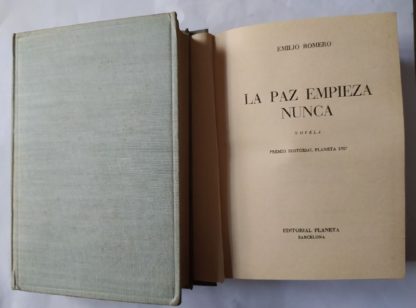 EMILIO ROMERO
LA PAZ EMPIEZA
NUNCA
NOVELA
PREMIO EDITORIAL PLANETA 1957
EDITORIAL PLANETA
BARCELONA